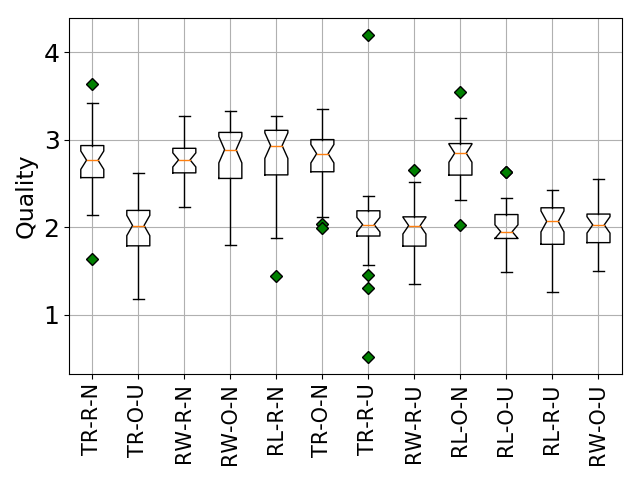 Quality
4
3
2
1
TR-R-N
TR-O-U
RW-R-N
RW-O-N
RL-R-N
TR-O-N
TR-R-U
RW-R-U
RL-O-N
RL-O-U
RL-R-U
RW-O-U